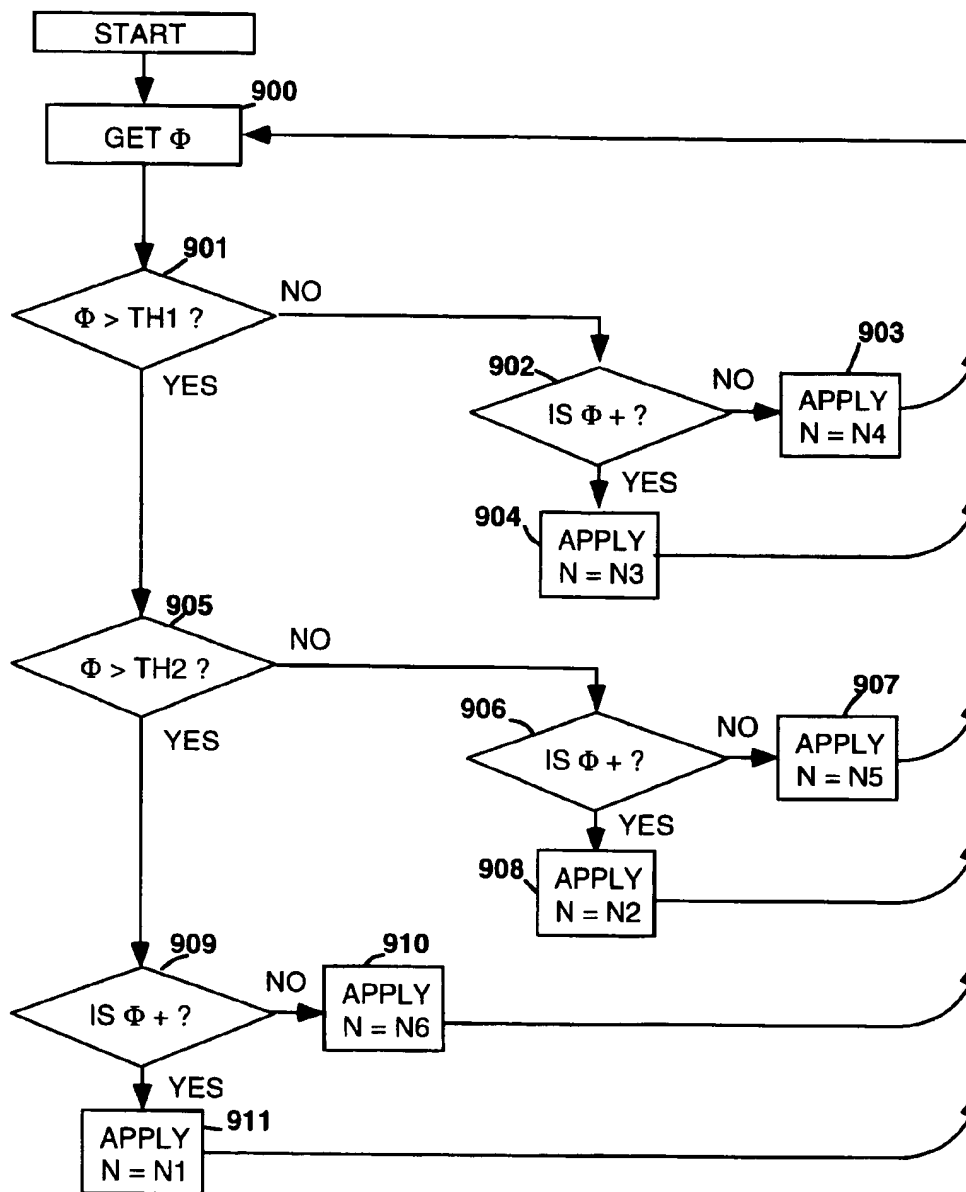 START
900
GET Φ
901
Φ > TH1 ?
NO
YES
902
IS Φ + ?
NO
903
APPLY
N = N4
YES
904
APPLY
N = N3
905
Φ > TH2 ?
NO
YES
906
IS Φ + ?
NO
907
APPLY
N = N5
YES
908
APPLY
N = N2
909
IS Φ + ?
NO
910
APPLY
N = N6
YES
911
APPLY
N = N1